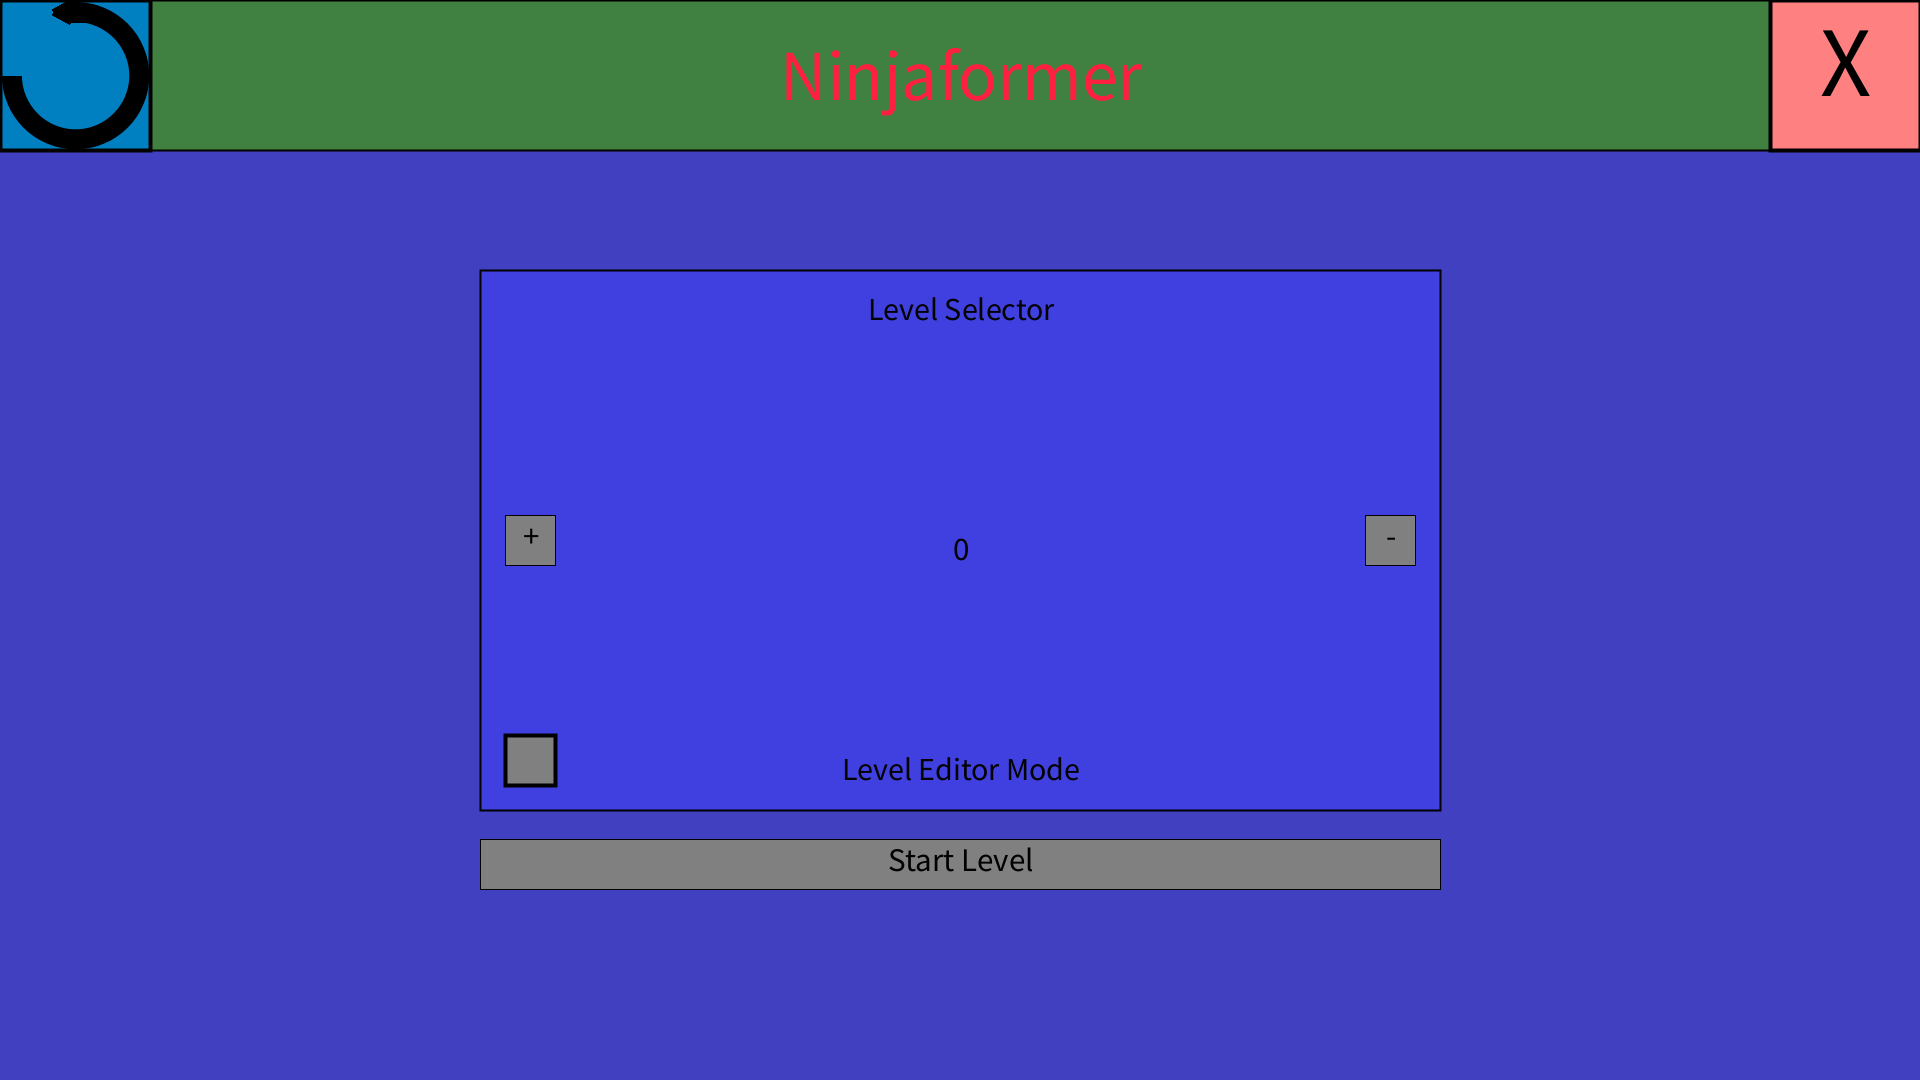 Ninjaformer
X
Level Selector
+
0
-
Level Editor Mode
Start Level